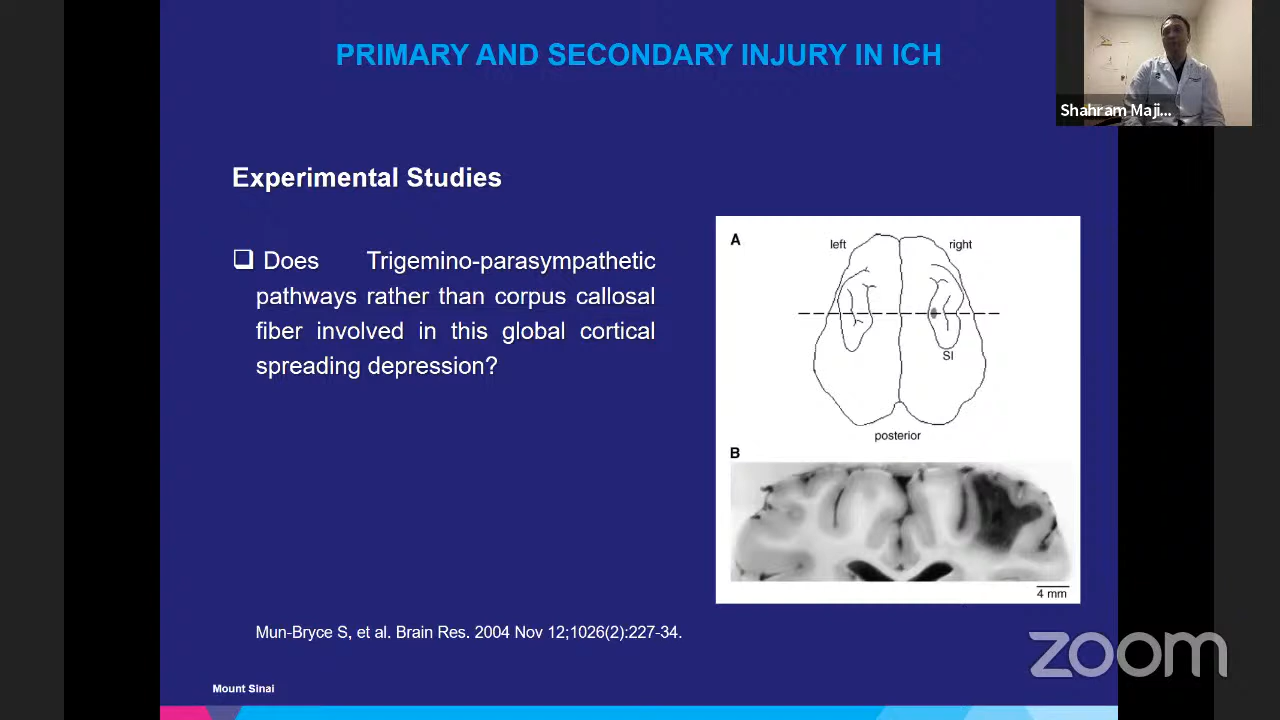 PRIMARY AND SECONDARY INJURY IN ICH
Shahram Maji...
Experimental Studies
Does Trigemino-parasympathetic
pathways rather than corpus callosal
fiber involved in this global cortical
spreading depression?
A
left
right
SI
posterior
B
4 mm
Mun-Bryce S, et al. Brain Res. 2004 Nov 12;1026(2):227-34.
zoom
Mount Sinai